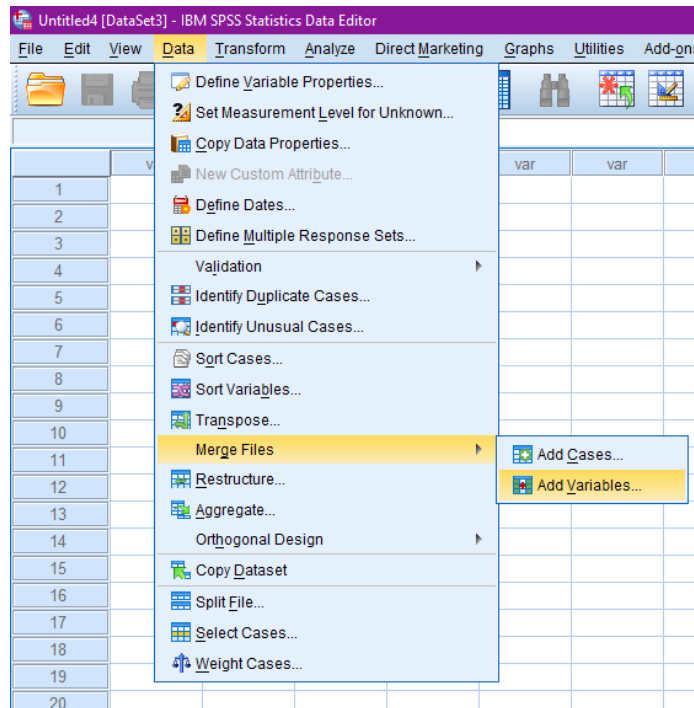 Untitled4 [DataSet3] - IBM SPSS Statistics Data Editor
File Edit View Data Transform Analyze Direct Marketing Graphs Utilities Add-ons
Define Variable Properties...
Set Measurement Level for Unknown...
Copy Data Properties...
v var var
New Custom Attribute...
1
Define Dates...
2
Define Multiple Response Sets...
3
Validation
4
Identify Duplicate Cases...
5
Identify Unusual Cases...
6
7
Sort Cases...
8
Sort Variables...
9
Transpose...
10
Merge Files
Add Cases...
11
Restructure...
Add Variables...
12
Aggregate...
13
Orthogonal Design
14
Copy Dataset
15
Split File...
16
17
Select Cases...
18
Weight Cases...
19
20